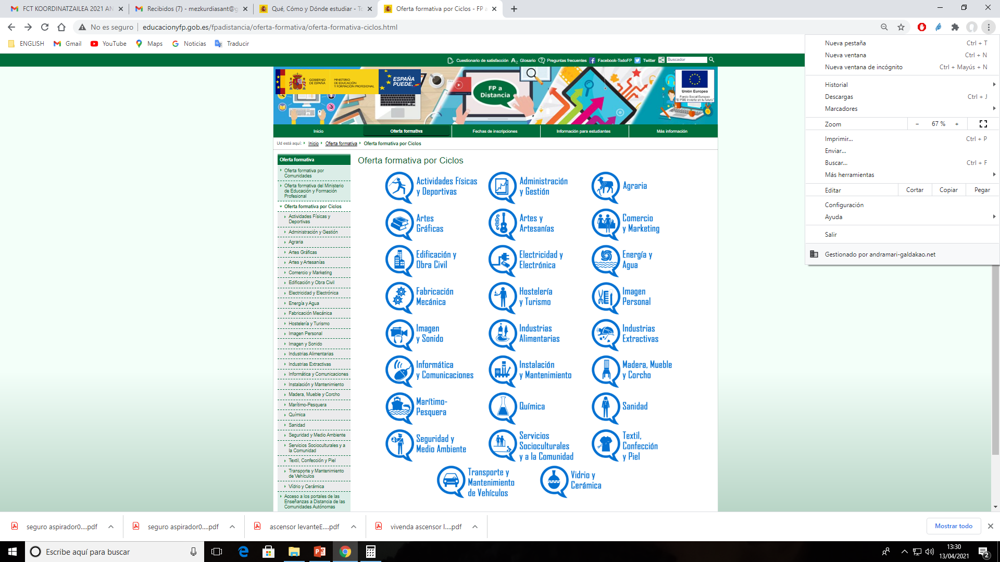 FCT KOORDINATZAILEA 2021 AN
Recibidos (7) - mezkurdiasant@g
Qué, Cómo y Dónde estudiar - To
Oferta formativa por Ciclos - FP a
No es seguro
educacionyfp.gob.es/fpadistancia/oferta-formativa/oferta-formativa-ciclos.html
ENGLISH
Gmail
YouTube
Maps
Noticias
Traducir
Cuestionario de satisfacción
Glosario
Preguntas frecuentes
Facebook-TodoFP
Twitter
Buscador
GOBIERNO
DE ESPAÑA
MINISTERIO
DE EDUCACIÓN
Y FORMACIÓN PROFESIONAL
ESPAÑA
PUEDE.
FP a
Distancia
Unión Europea
Fondo Social Europeo
"El FSE invierte en tu futuro"
Inicio
Oferta formativa
Fechas de inscripciones
Información para estudiantes
Más información
Ud está aquí:
Inicio
Oferta formativa
Oferta formativa por Ciclos
Oferta formativa
Oferta formativa por
Comunidades
Oferta formativa del Ministerio
de Educación y Formación
Profesional
Oferta formativa por Ciclos
Actividades Físicas y
Deportivas
Administración y Gestión
Agraria
Artes Gráficas
Artes y Artesanías
Comercio y Marketing
Edificación y Obra Civil
Electricidad y Electrónica
Energía y Agua
Fabricación Mecánica
Hostelería y Turismo
Imagen Personal
Imagen y Sonido
Industrias Alimentarias
Industrias Extractivas
Informática y Comunicaciones
Instalación y Mantenimiento
Madera, Mueble y Corcho
Marítimo-Pesquera
Química
Sanidad
Seguridad y Medio Ambiente
Servicios Socioculturales y a
la Comunidad
Textil, Confección y Piel
Transporte y Mantenimiento
de Vehículos
Vídrio y Cerámica
Acceso a los portales de las
Enseñanzas a Distancia de las
Comunidades Autónomas
Oferta formativa por Ciclos
Actividades Físicas
y Deportivas
Administración
y Gestión
Agraria
Artes
Gráficas
Artes y
Artesanías
Comercio
y Marketing
Edificación y
Obra Civil
Electricidad y
Electrónica
Energía y
Agua
Fabricación
Mecánica
Hostelería
y Turismo
Imagen
Personal
Imagen
y Sonido
Industrias
Alimentarias
Industrias
Extractivas
Informática
y Comunicaciones
Instalación
y Mantenimiento
Madera, Mueble
y Corcho
Marítimo-
Pesquera
Química
Sanidad
Seguridad y
Medio Ambiente
Servicios
Socioculturales
y a la Comunidad
Textil,
Confección
y Piel
Transporte y
Mantenimiento
de Vehículos
Vidrio y
Cerámica
Nueva pestaña Ctrl + T
Nueva ventana Ctrl + N
Nueva ventana de incógnito Ctrl + Mayús + N
Historial
Descargas Ctrl + J
Marcadores
Zoom − 67 % +
Imprimir... Ctrl + P
Enviar...
Buscar... Ctrl + F
Más herramientas
Editar Cortar Copiar Pegar
Configuración
Ayuda
Salir
Gestionado por andramari-galdakao.net
seguro aspirador0....pdf
seguro aspirador0....pdf
ascensor levanteE....pdf
vivenda ascensor l....pdf
Mostrar todo
Escribe aquí para buscar
13:30
13/04/2021
2